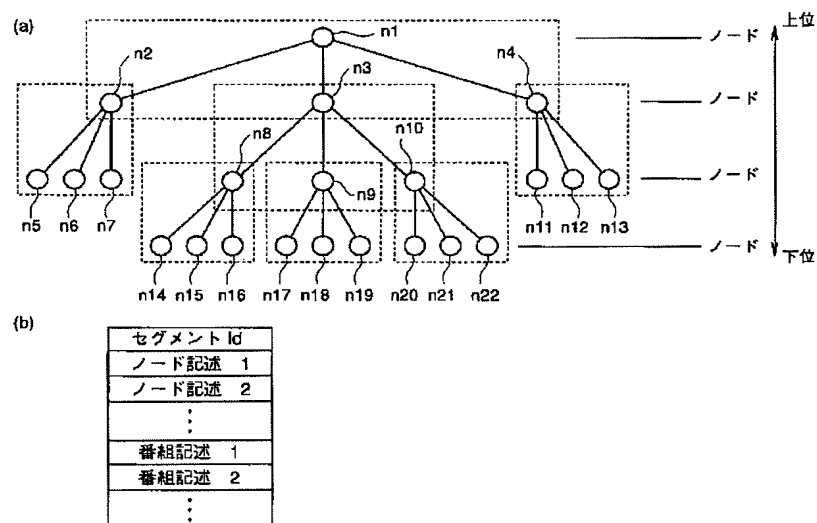 (a)
上位
n1
ノード
n2
n3
n4
ノード
n8
n10
n9
ノード
n5 n6 n7
n11 n12 n13
ノード
下位
n14 n15 n16 n17 n18 n19 n20 n21 n22
(b)
セグメント Id
ノード記述 1
ノード記述 2
⋮
番組記述 1
番組記述 2
⋮